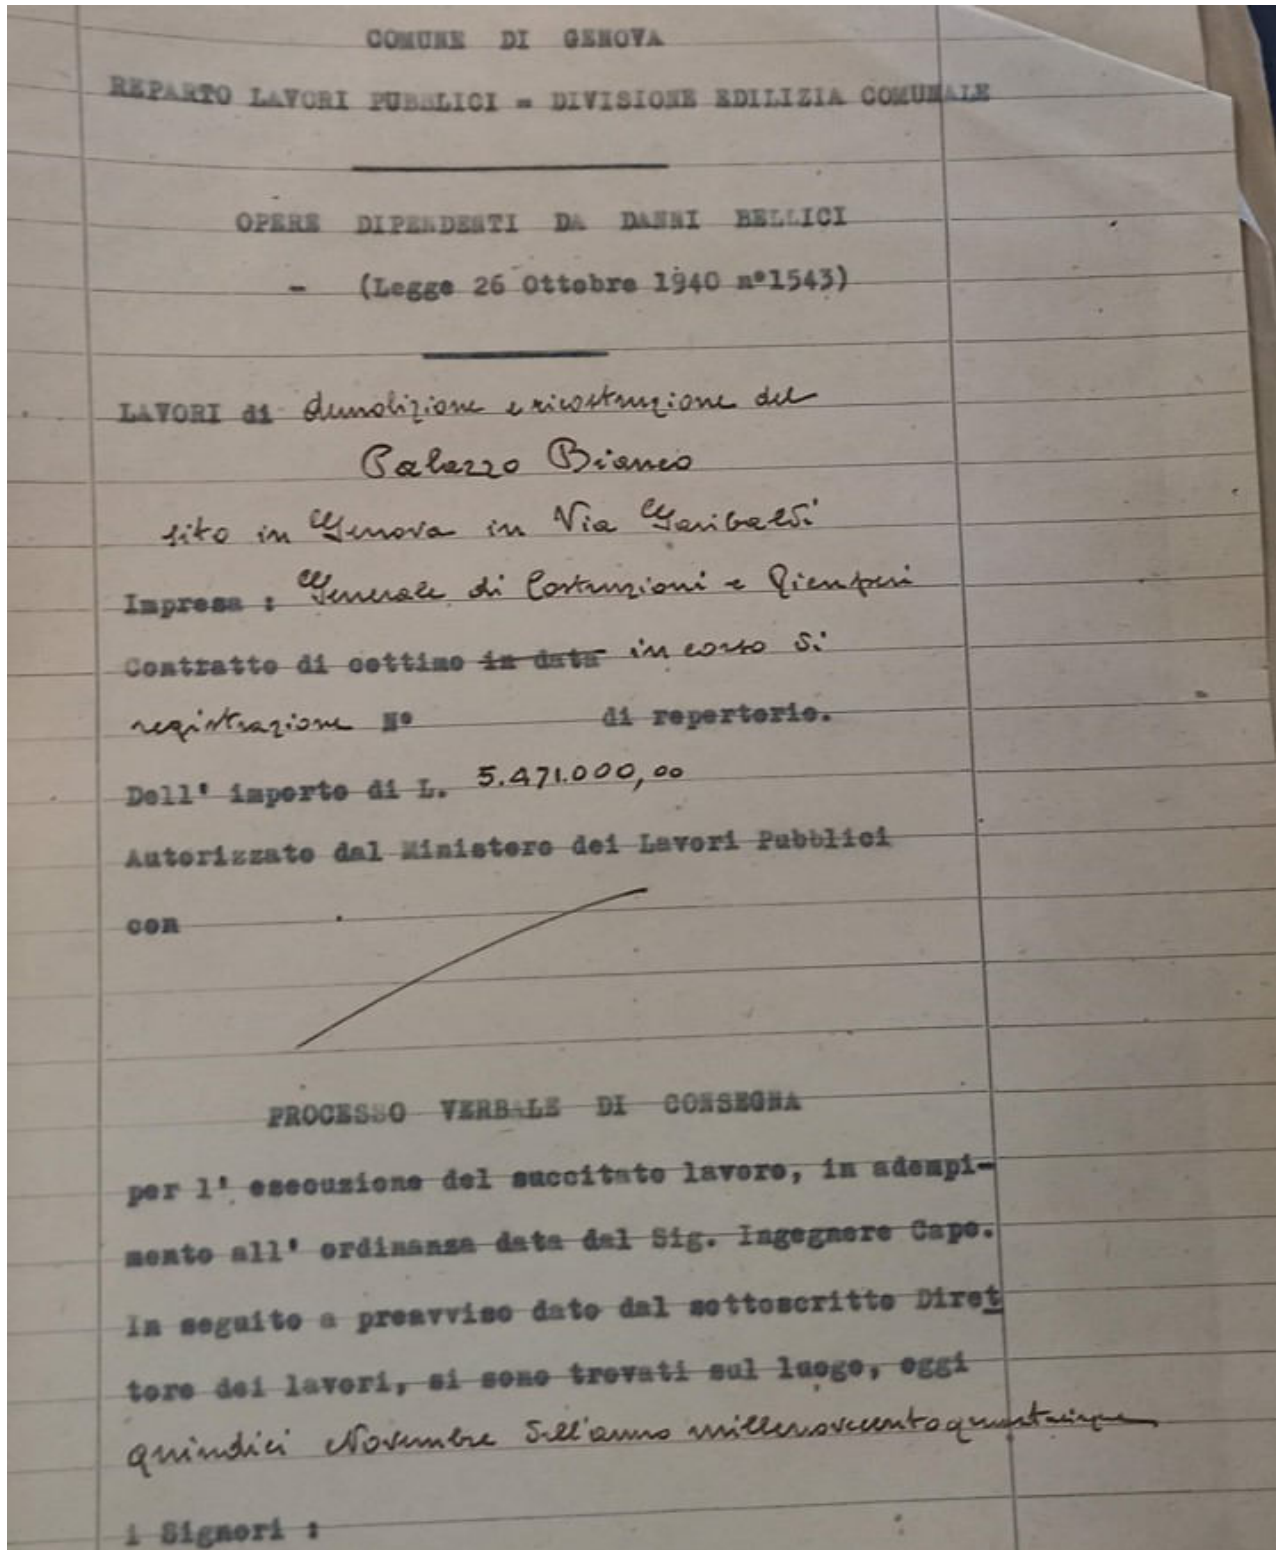 COMUNE DI GENOVA
REPARTO LAVORI PUBBLICI = DIVISIONE EDILIZIA COMUNALE
OPERE DIPENDENTI DA DANNI BELLICI
- (Legge 26 Ottobre 1940 n°1543)
LAVORI di demolizione e ricostruzione del
Palazzo Bianco
sito in Genova in Via Garibaldi
Impresa : Generale di Costruzioni e
Contratto di cottimo in data in corso di
registrazione N° di repertorio.
Dell' importo di L. 5.471.000,00
Autorizzato dal Ministero dei Lavori Pubblici
con
PROCESSO VERBALE DI CONSEGNA
per l' esecuzione del succitato lavoro, in adempi-
mento all' ordinanza data dal Sig. Ingegnere Capo.
In seguito a preavviso dato dal sottoscritto Diret
tore dei lavori, si sono trovati sul luogo, oggi
quindici Novembre dell'anno millenovecentoquarantacinque
i Signori :